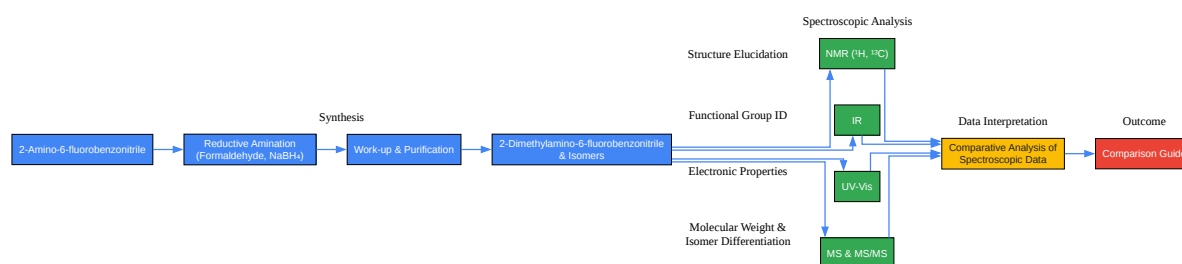 Spectroscopic Analysis
Structure Elucidation
NMR (¹H, ¹³C)
Synthesis
Functional Group ID
IR
Data Interpretation
Outcome
2-Amino-6-fluorobenzonitrile
Reductive Amination
(Formaldehyde, NaBH₄)
Work-up & Purification
2-Dimethylamino-6-fluorobenzonitrile
& Isomers
Comparative Analysis of
Spectroscopic Data
Comparison Guide
Electronic Properties
UV-Vis
Molecular Weight &
Isomer Differentiation
MS & MS/MS